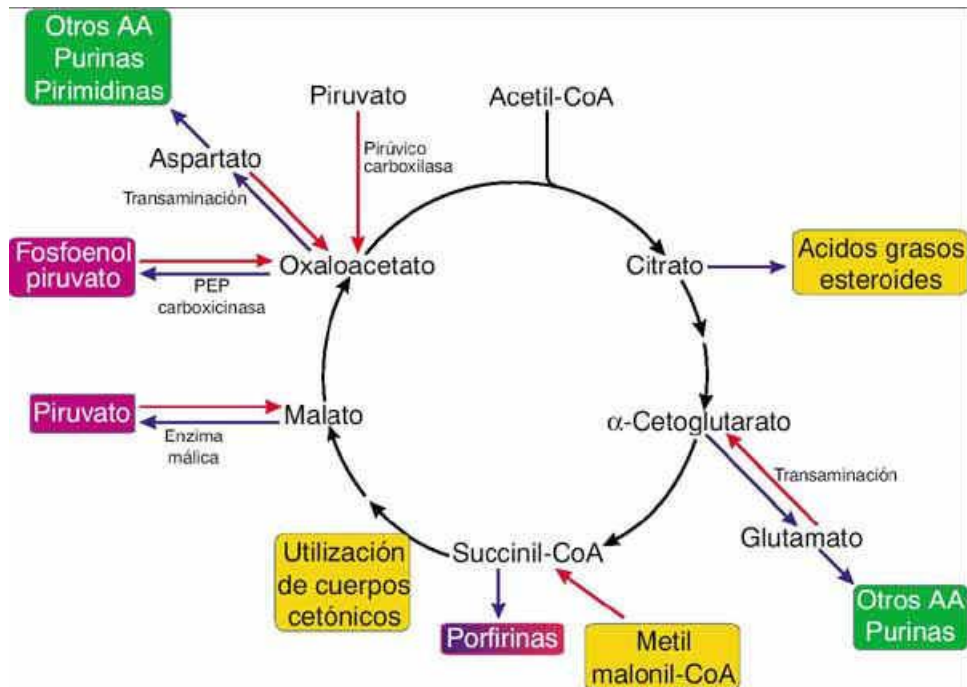 Otros AA
Purinas
Pirimidinas
Piruvato
Acetil-CoA
Pirúvico
carboxilasa
Aspartato
Transaminación
Fosfoenol
piruvato
Oxaloacetato
Citrato
Acidos grasos
esteroides
PEP
carboxicinasa
Piruvato
Malato
Enzima
málica
α-Cetoglutarato
Transaminación
Glutamato
Utilización
de cuerpos
cetónicos
Succinil-CoA
Otros AA
Purinas
Porfirinas
Metil
malonil-CoA